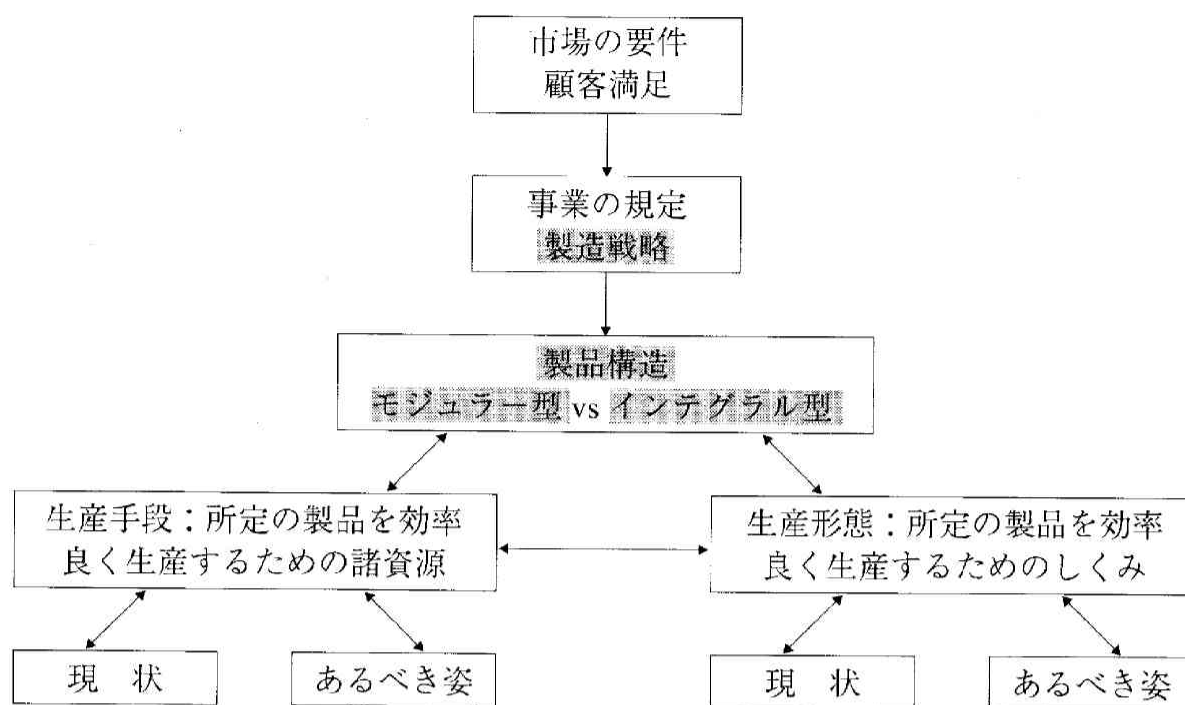 市場の要件
顧客満足
事業の規定
製造戦略
製品構造
モジュラー型 vs インテグラル型
生産手段：所定の製品を効率
良く生産するための諸資源
生産形態：所定の製品を効率
良く生産するためのしくみ
現　状
あるべき姿
現　状
あるべき姿